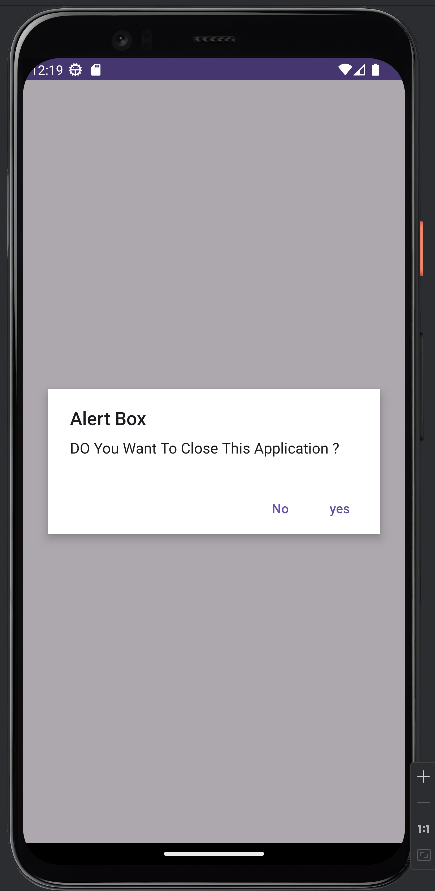 12:19
Alert Box
DO You Want To Close This Application ?
No yes
1:1